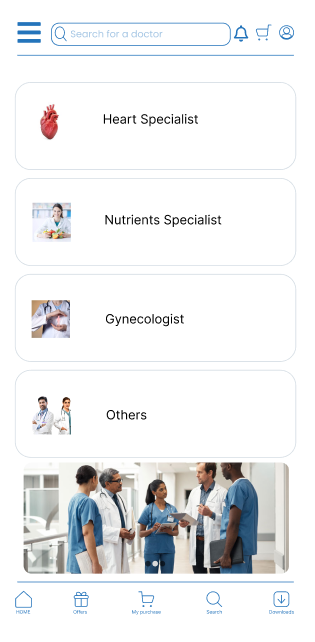 Search for a doctor
Heart Specialist
Nutrients Specialist
Gynecologist
Others
HOME
Offers
My purchase
Search
Downloads